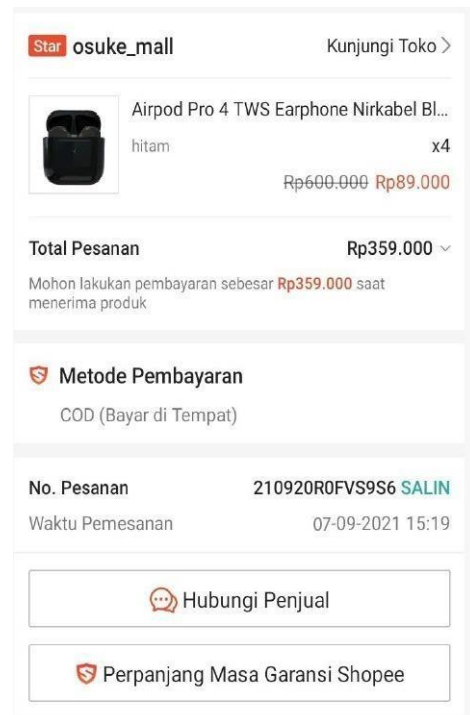 Star osuke_mall Kunjungi Toko >
Airpod Pro 4 TWS Earphone Nirkabel Bl...
hitam x4
Rp600.000 Rp89.000
Total Pesanan Rp359.000
Mohon lakukan pembayaran sebesar Rp359.000 saat
menerima produk
Metode Pembayaran
COD (Bayar di Tempat)
No. Pesanan 210920R0FVS9S6 SALIN
Waktu Pemesanan 07-09-2021 15:19
Hubungi Penjual
Perpanjang Masa Garansi Shopee